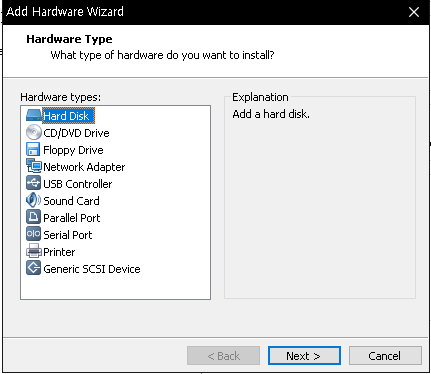 Add Hardware Wizard
Hardware Type
What type of hardware do you want to install?
Hardware types:
Hard Disk
CD/DVD Drive
Floppy Drive
Network Adapter
USB Controller
Sound Card
Parallel Port
Serial Port
Printer
Generic SCSI Device
Explanation
Add a hard disk.
< Back
Next >
Cancel